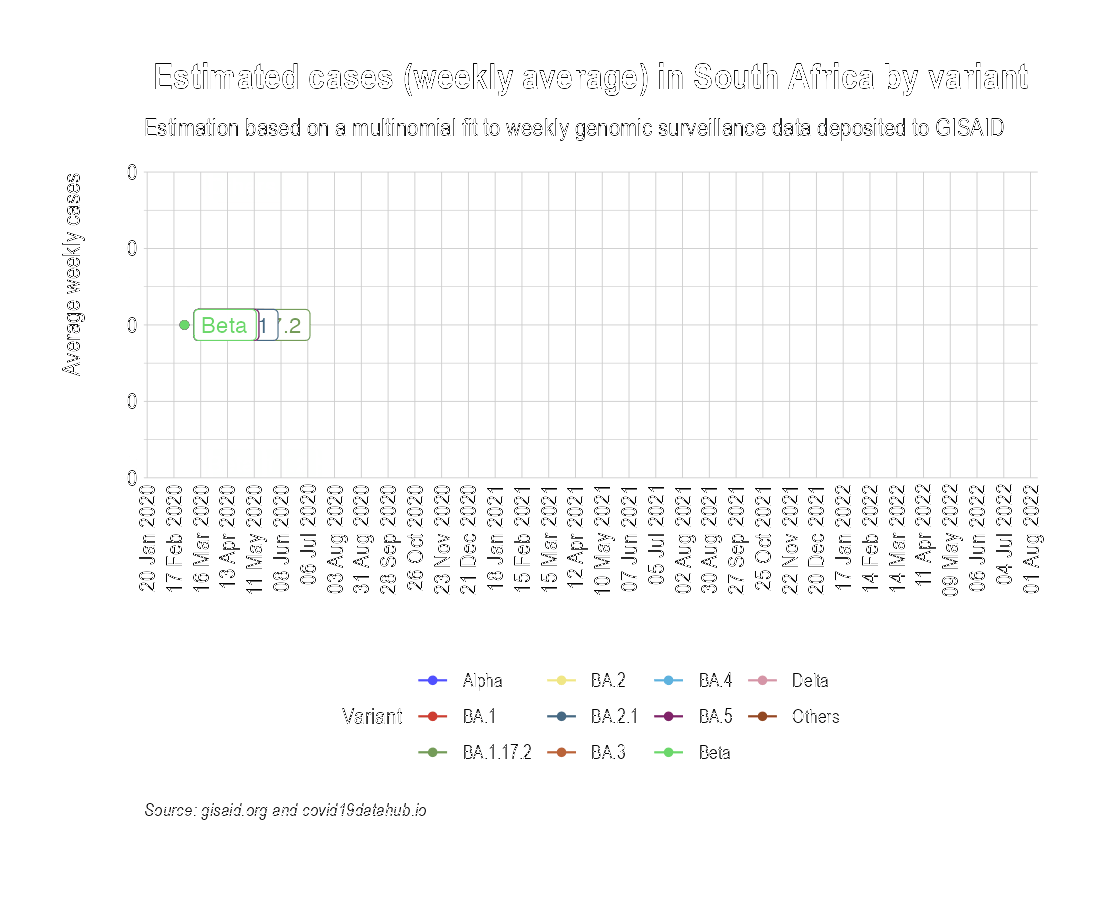 Estimated cases (weekly average) in South Africa by variant
Estimation based on a multinomial fit to weekly genomic surveillance data deposited to GISAID
Average weekly cases
0
0
0
0
0
Beta
1
7.2
20 Jan 2020
17 Feb 2020
16 Mar 2020
13 Apr 2020
11 May 2020
08 Jun 2020
06 Jul 2020
03 Aug 2020
31 Aug 2020
28 Sep 2020
26 Oct 2020
23 Nov 2020
21 Dec 2020
18 Jan 2021
15 Feb 2021
15 Mar 2021
12 Apr 2021
10 May 2021
07 Jun 2021
05 Jul 2021
02 Aug 2021
30 Aug 2021
27 Sep 2021
25 Oct 2021
22 Nov 2021
20 Dec 2021
17 Jan 2022
14 Feb 2022
14 Mar 2022
11 Apr 2022
09 May 2022
06 Jun 2022
04 Jul 2022
01 Aug 2022
Variant
Alpha
BA.1
BA.1.17.2
BA.2
BA.2.1
BA.3
BA.4
BA.5
Beta
Delta
Others
Source: gisaid.org and covid19datahub.io